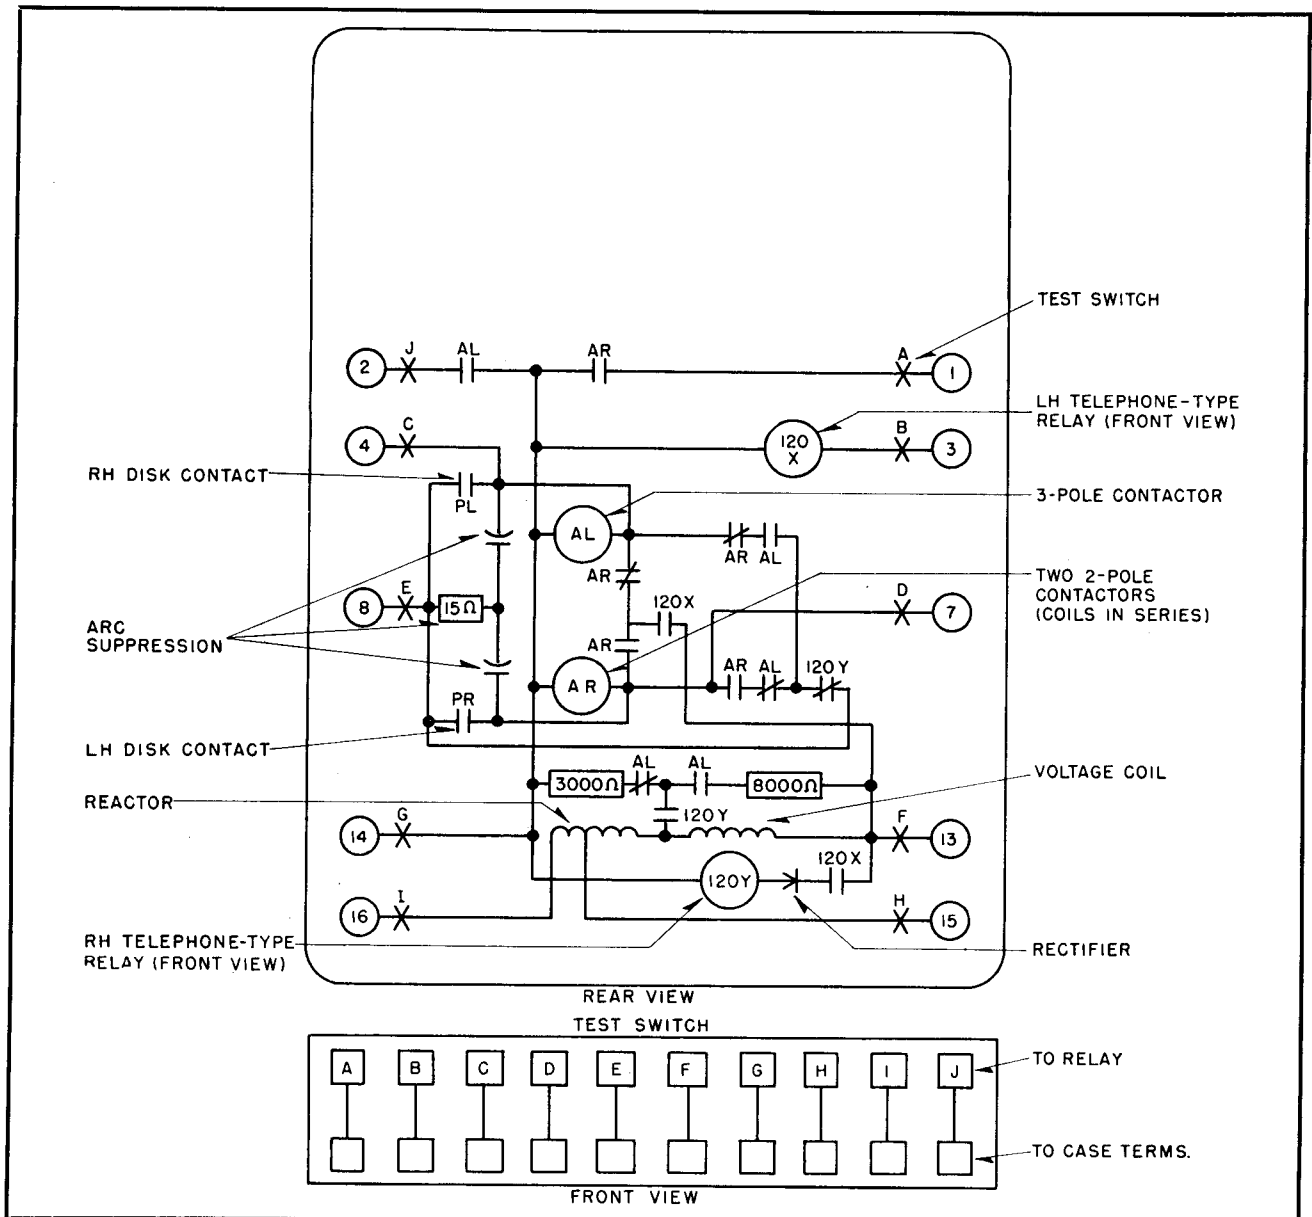 TEST SWITCH
J AL AR A
2 1
LH TELEPHONE-TYPE
RELAY (FRONT VIEW)
C 120 X B
4 3
RH DISK CONTACT
PL
3-POLE CONTACTOR
AL
AR AL
AR
TWO 2-POLE
CONTACTORS
(COILS IN SERIES)
E 120X D
8 15Ω 7
ARC
SUPPRESSION
AR
AR AR AL 120Y
PR
LH DISK CONTACT
AL AL
VOLTAGE COIL
3000Ω 8000Ω
REACTOR
G 120Y F
14 13
120X
120Y
I H
16 15
RH TELEPHONE-TYPE
RELAY (FRONT VIEW)
RECTIFIER
REAR VIEW
TEST SWITCH
A B C D E F G H I J
TO RELAY
TO CASE TERMS.
FRONT VIEW